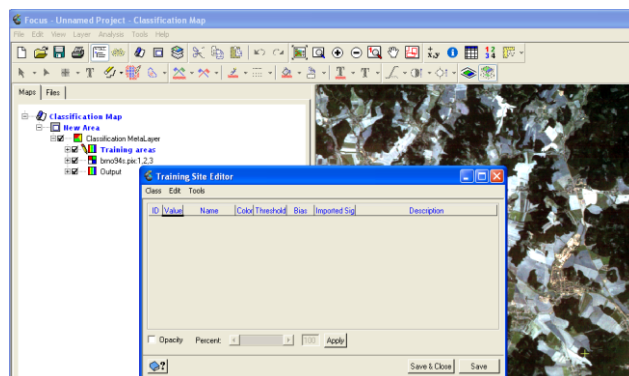 Focus - Unnamed Project - Classification Map
File Edit View Layer Analysis Tools Help
Maps Files
Classification Map
New Area
Classification MetaLayer
Training areas
brno94s.pix:1,2,3
Output
Training Site Editor
Class Edit Tools
ID Value Name Color Threshold Bias Imported Sig Description
Opacity Percent: 100 Apply
Save & Close Save